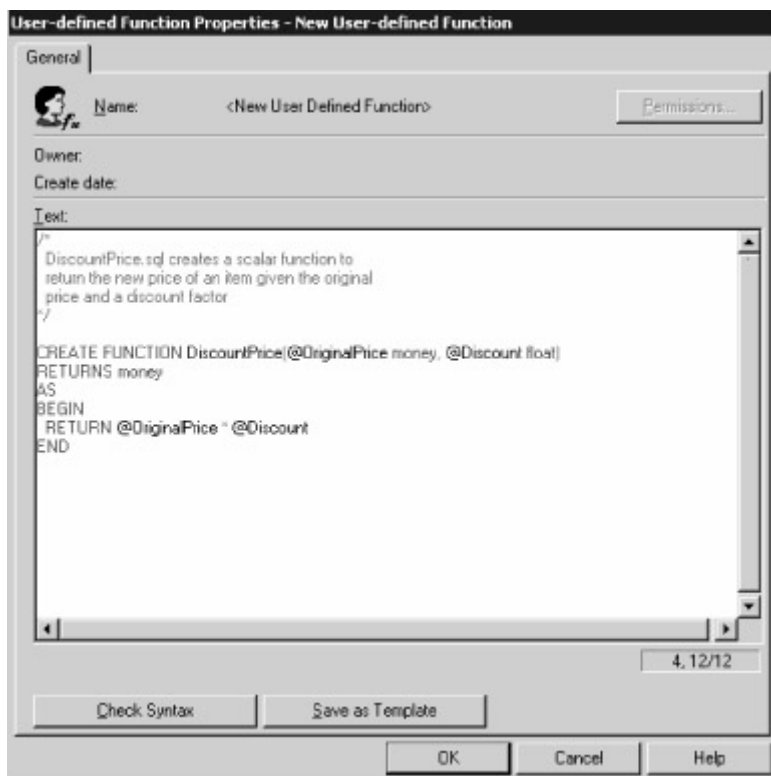 User-defined Function Properties - New User-defined Function
General
Name: <New User Defined Function> Permissions...
Owner:
Create date:
Text:
/*
DiscountPrice.sql creates a scalar function to
return the new price of an item given the original
price and a discount factor
*/
CREATE FUNCTION DiscountPrice(@OriginalPrice money, @Discount float)
RETURNS money
AS
BEGIN
RETURN @OriginalPrice * @Discount
END
4, 12/12
Check Syntax Save as Template
OK Cancel Help